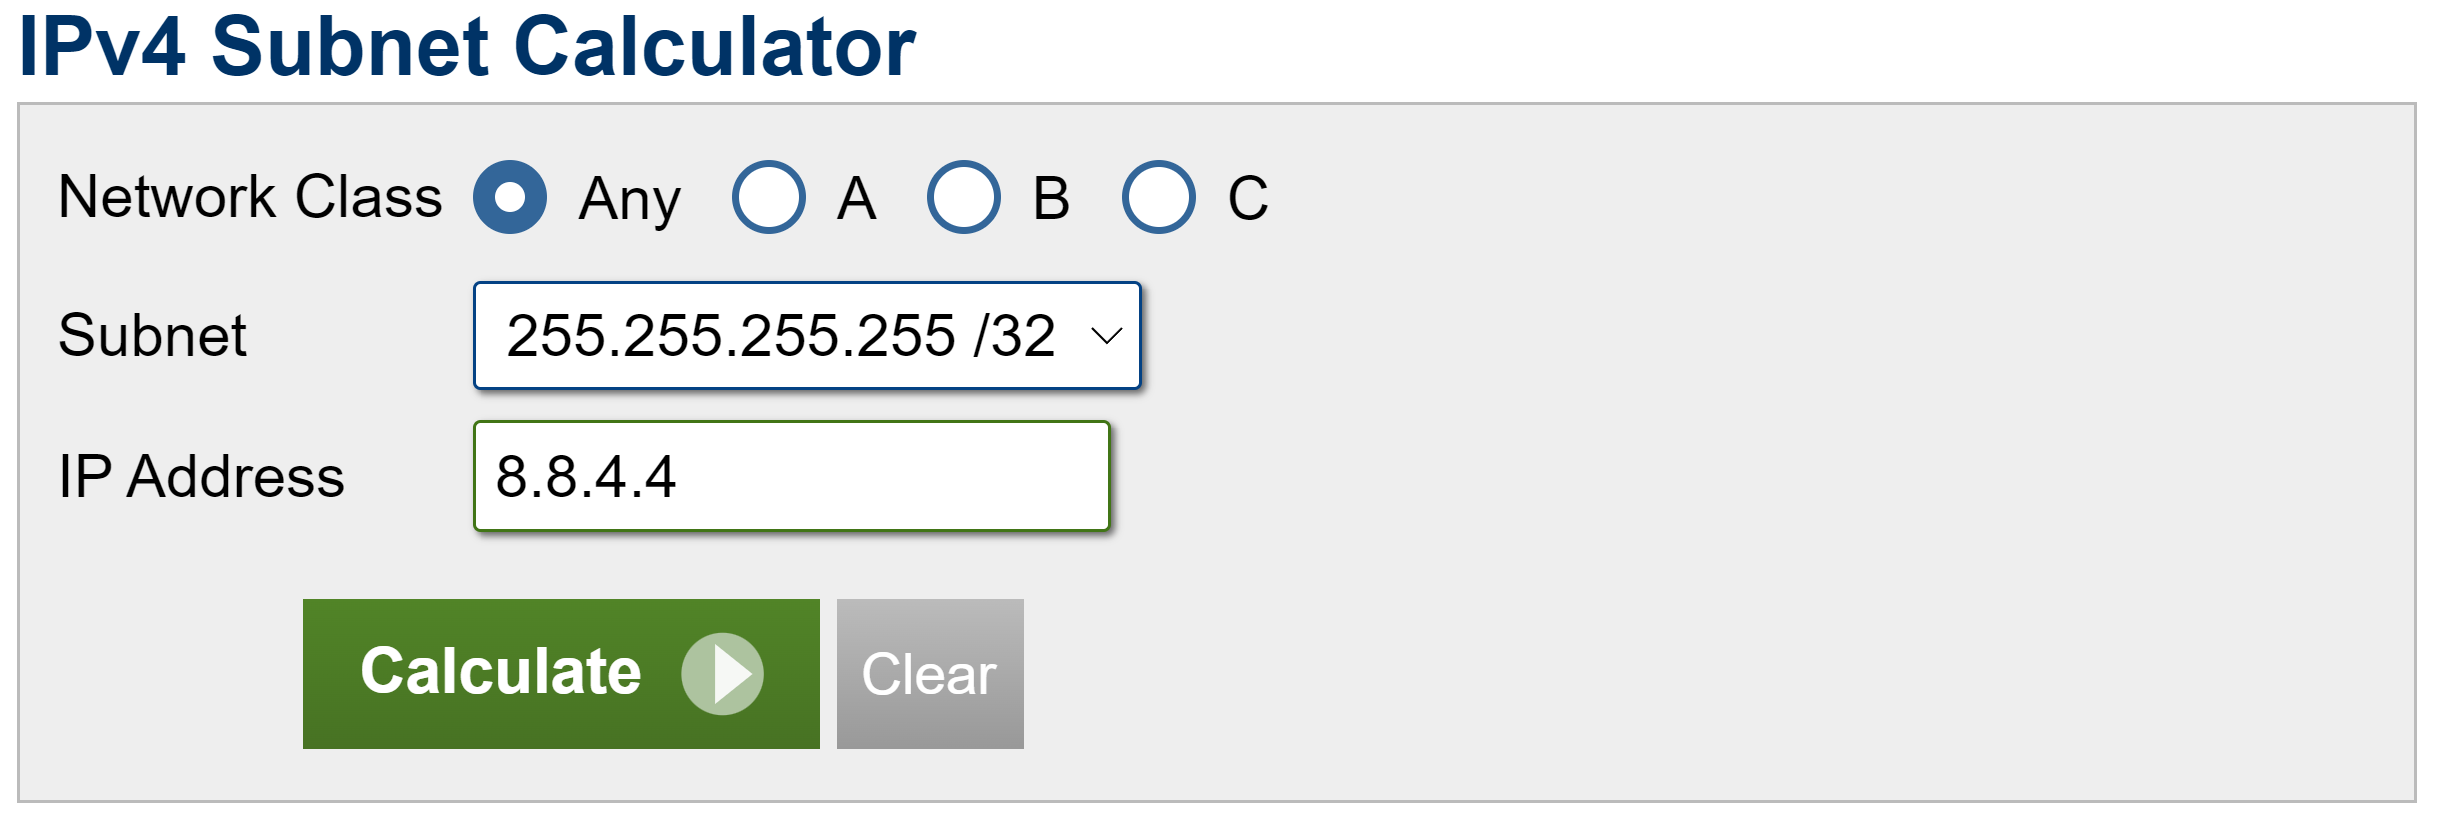 IPv4 Subnet Calculator
Network Class Any A B C
Subnet 255.255.255.255 /32
IP Address 8.8.4.4
Calculate Clear